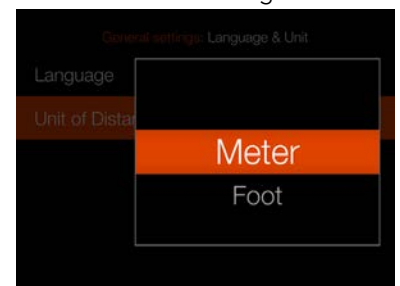 General settings: Language & Unit
Language
Unit of Distan
Meter
Foot